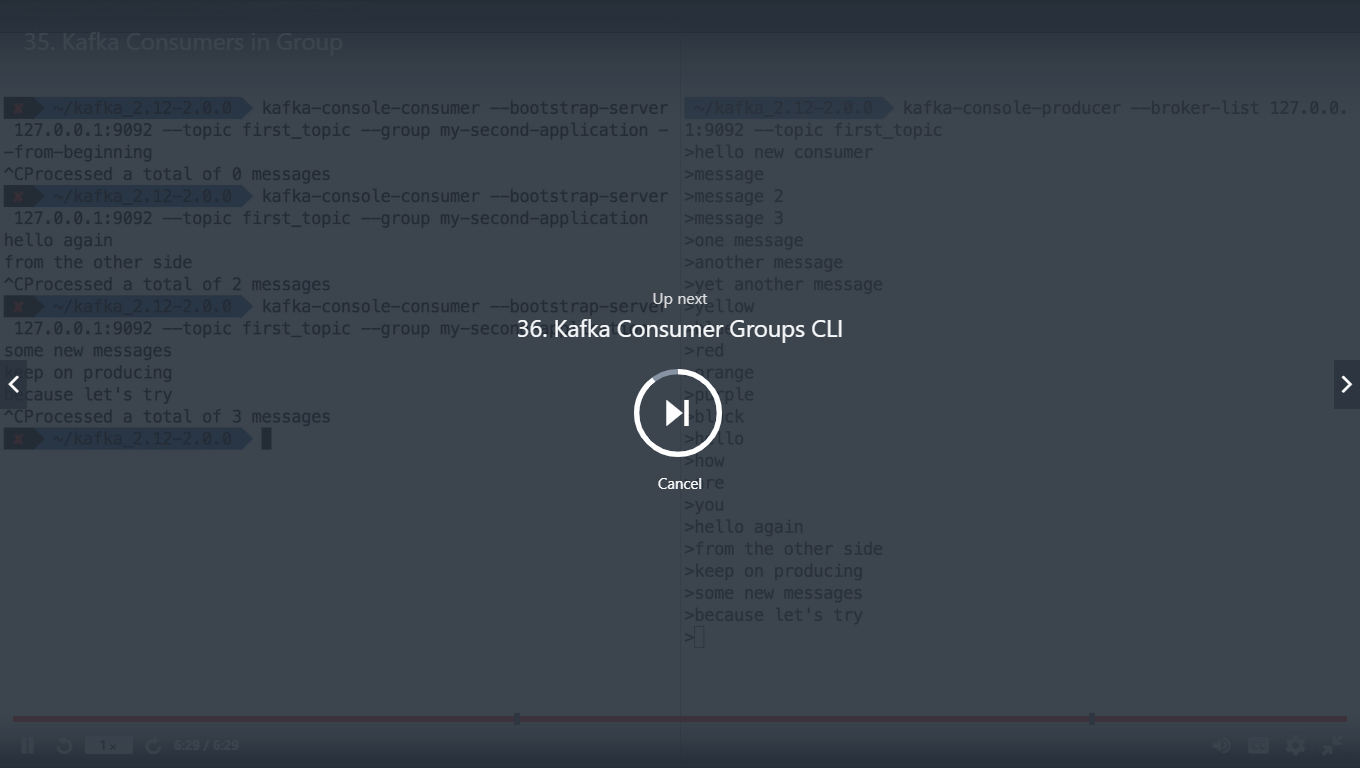 35. Kafka Consumers in Group
✘ ~/kafka_2.12-2.0.0 kafka-console-consumer --bootstrap-server
127.0.0.1:9092 --topic first_topic --group my-second-application -
-from-beginning
^CProcessed a total of 0 messages
✘ ~/kafka_2.12-2.0.0 kafka-console-consumer --bootstrap-server
127.0.0.1:9092 --topic first_topic --group my-second-application
hello again
from the other side
^CProcessed a total of 2 messages
✘ ~/kafka_2.12-2.0.0 kafka-console-consumer --bootstrap-server
127.0.0.1:9092 --topic first_topic --group
some new messages
keep on producing
because let's try
^CProcessed a total of 3 messages
✘ ~/kafka_2.12-2.0.0
~/kafka_2.12-2.0.0 kafka-console-producer --broker-list 127.0.0.
1:9092 --topic first_topic
>hello new consumer
>message
>message 2
>message 3
>one message
>another message
>yet another message
>yellow
>red
>orange
>purple
>black
>hello
>how
>are
>you
>hello again
>from the other side
>keep on producing
>some new messages
>because let's try
>
Up next
36. Kafka Consumer Groups CLI
Cancel
1x
6:29 / 6:29
CC